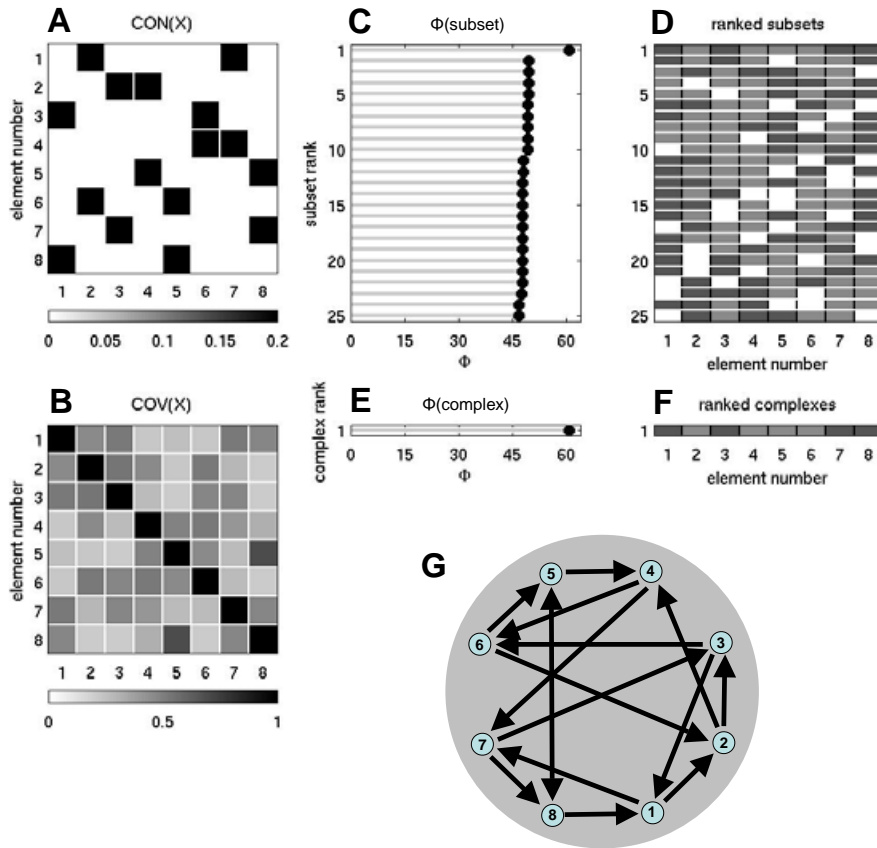 A CON(X)
element number
1
2
3
4
5
6
7
8
1 2 3 4 5 6 7 8
0 0.05 0.1 0.15 0.2
C Φ(subset)
subset rank
1
5
10
15
20
25
0 15 30 45 60
Φ
D ranked subsets
1
5
10
15
20
25
1 2 3 4 5 6 7 8
element number
B COV(X)
element number
1
2
3
4
5
6
7
8
1 2 3 4 5 6 7 8
0 0.5 1
E Φ(complex)
complex rank
1
0 15 30 45 60
Φ
F ranked complexes
1
1 2 3 4 5 6 7 8
element number
G
5 4
6 3
7 2
8 1